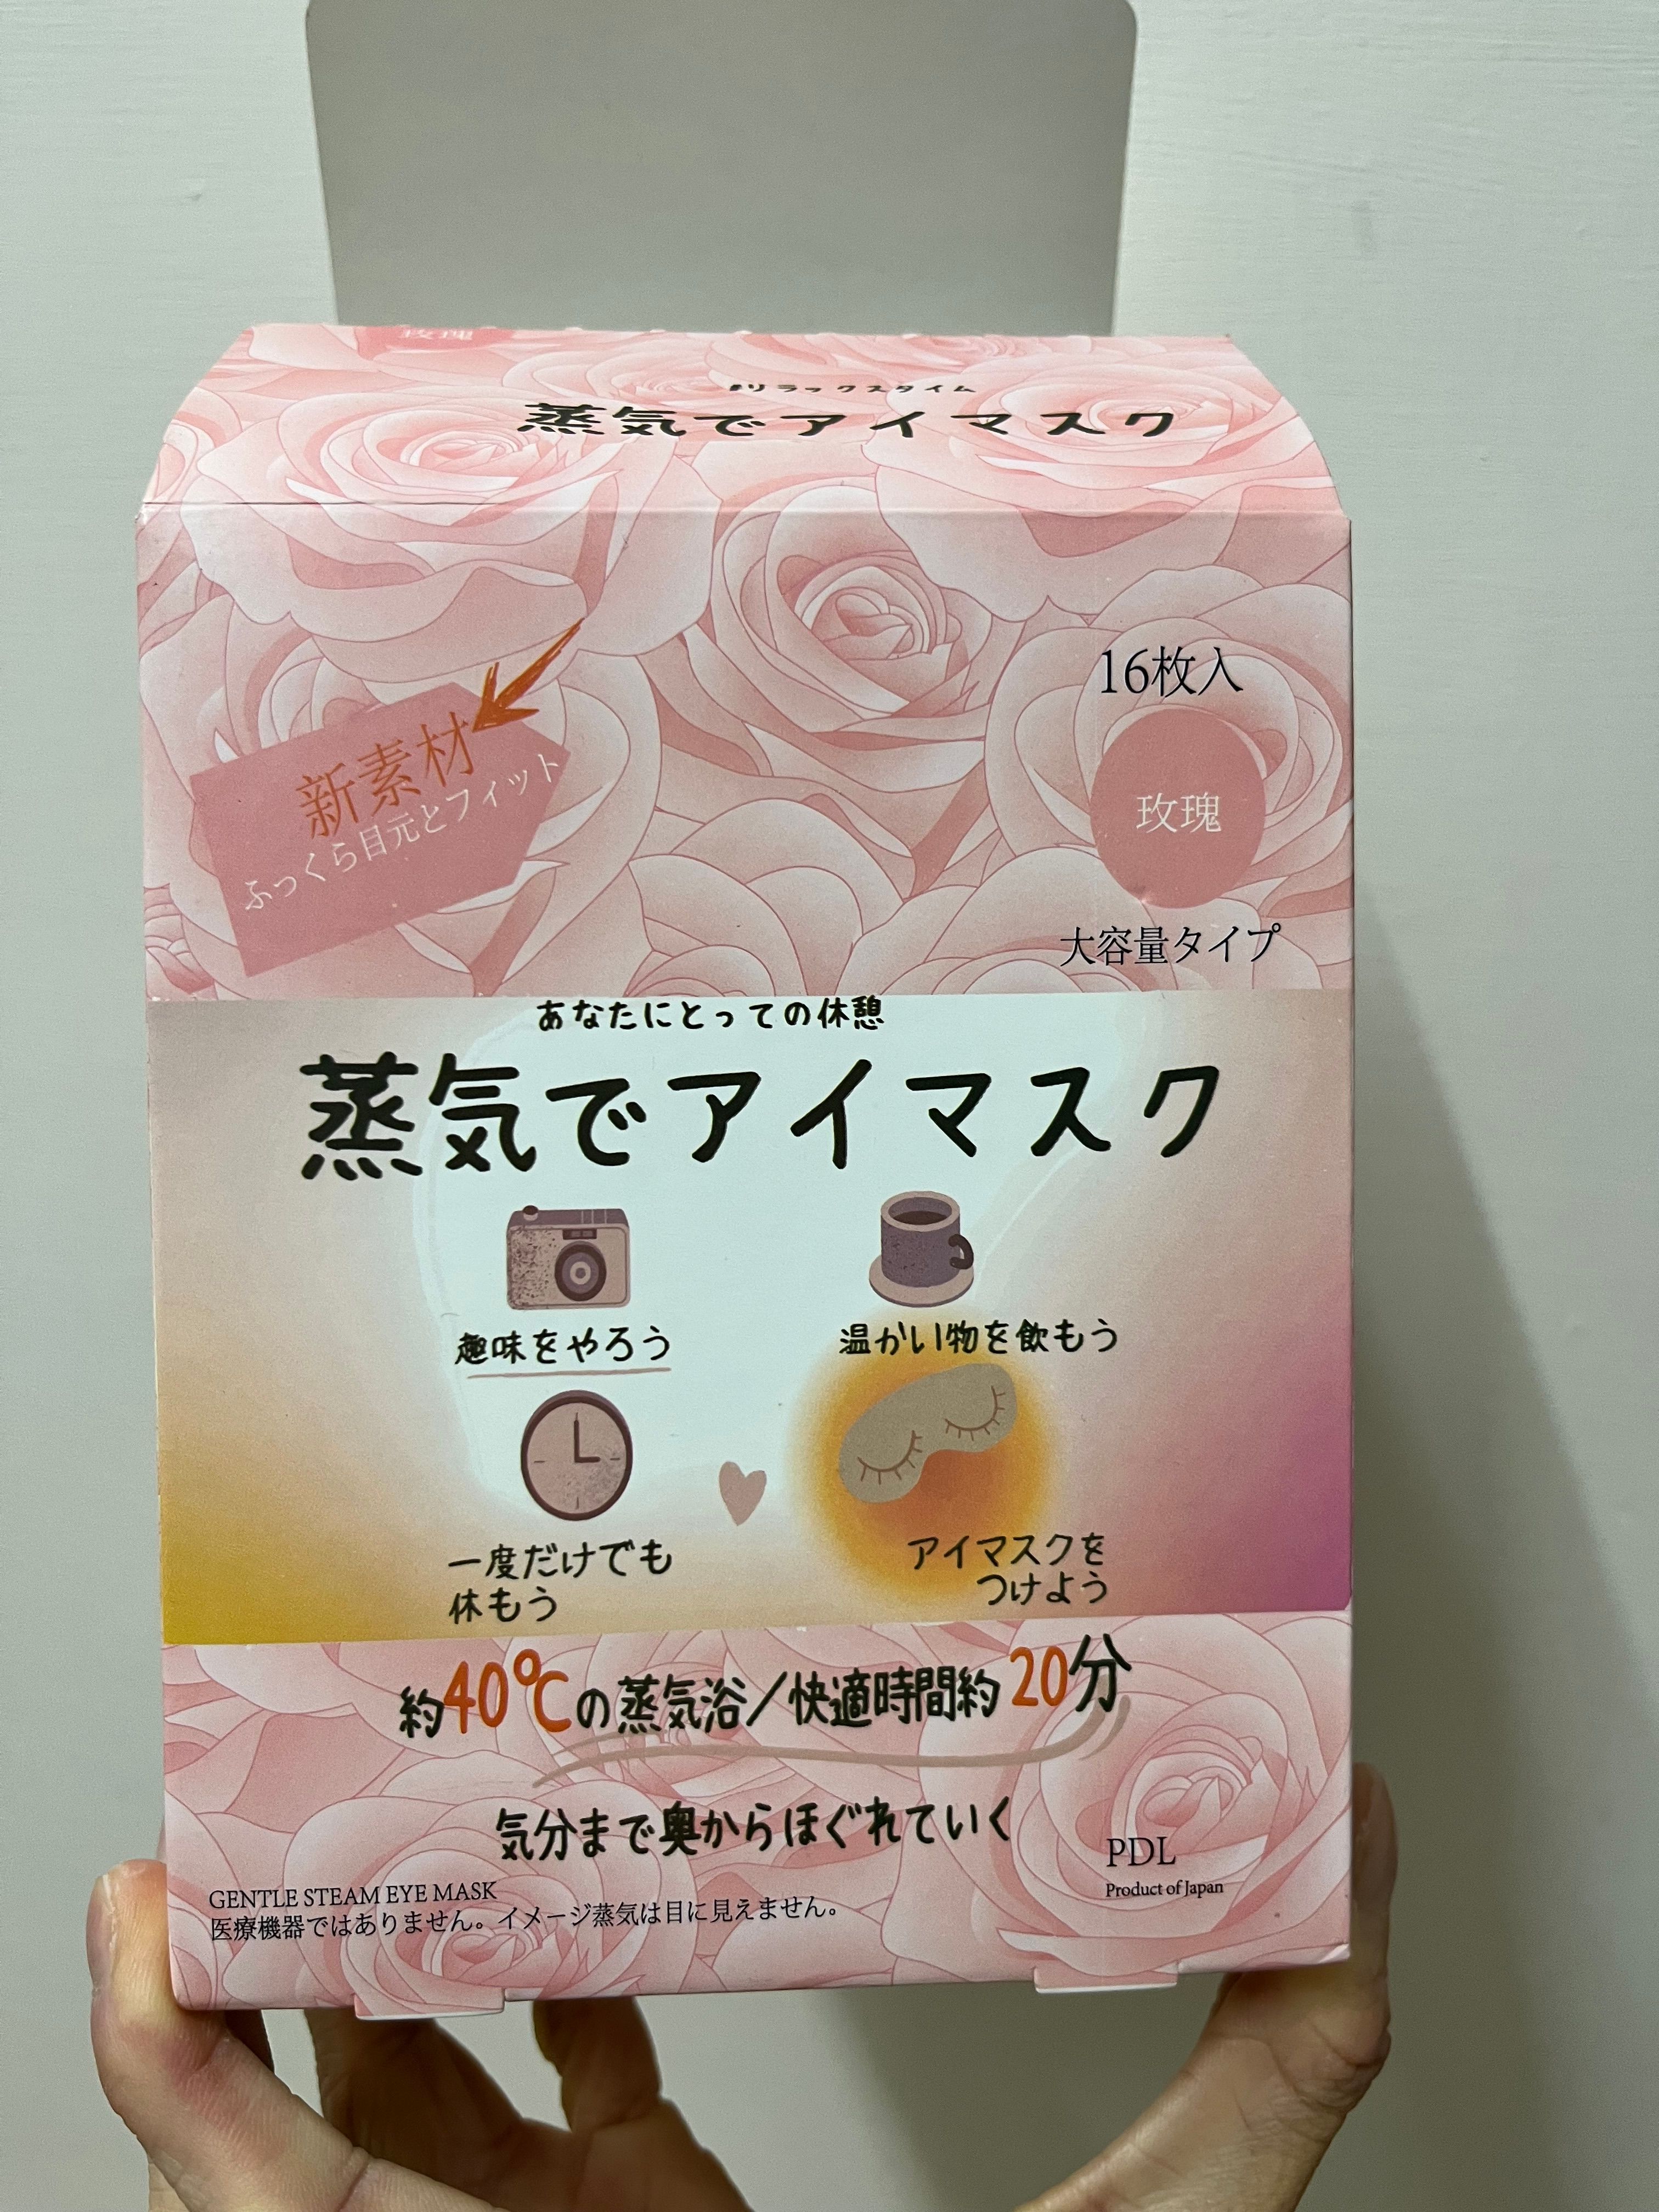 玫瑰
#リラックスタイム
蒸気でアイマスク
16枚入
新素材
ふっくら目元とフィット
玫瑰
大容量タイプ
あなたにとっての休憩
蒸気でアイマスク
趣味をやろう
温かい物を飲もう
一度だけでも
休もう
アイマスクを
つけよう
約40℃の蒸気浴/快適時間約20分
気分まで奥からほぐれていく
PDL
Product of Japan
GENTLE STEAM EYE MASK
医療機器ではありません。イメージ蒸気は目に見えません。